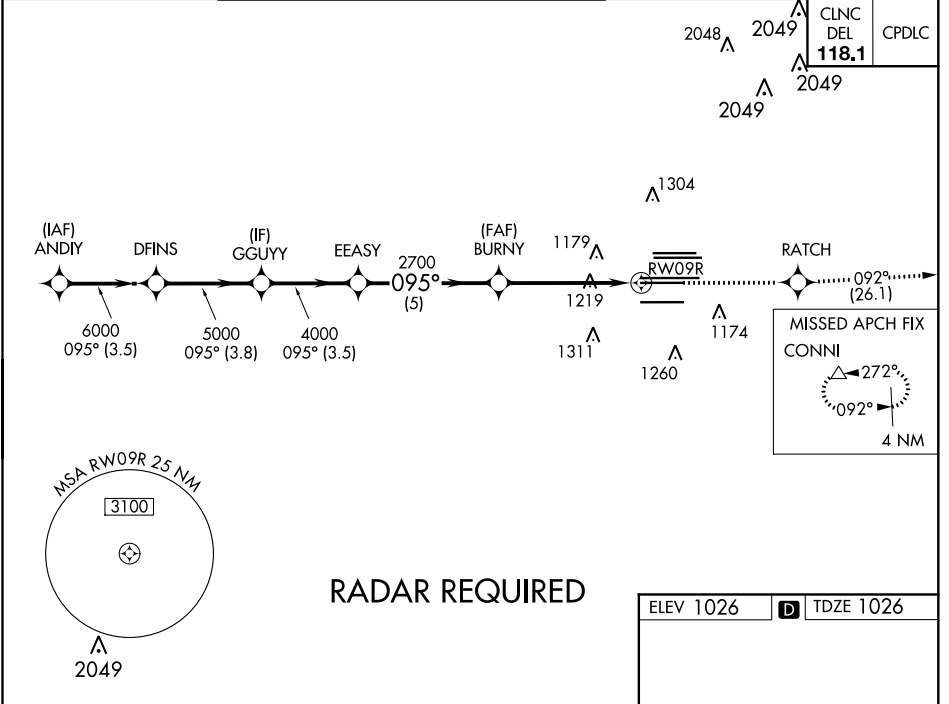 CLNC
DEL
118.1
CPDLC
2048
2049
2049
2049
1304
(IAF)
ANDIY
DFINS
(IF)
GGUYY
EEASY
2700
095°
(5)
(FAF)
BURNY
1179
1219
1311
RW09R
1260
1174
RATCH
092°
(26.1)
6000
095° (3.5)
5000
095° (3.8)
4000
095° (3.5)
MISSED APCH FIX
CONNI
272°
092°
4 NM
MSA RW09R 25 NM
3100
2049
RADAR REQUIRED
ELEV 1026
D
TDZE 1026